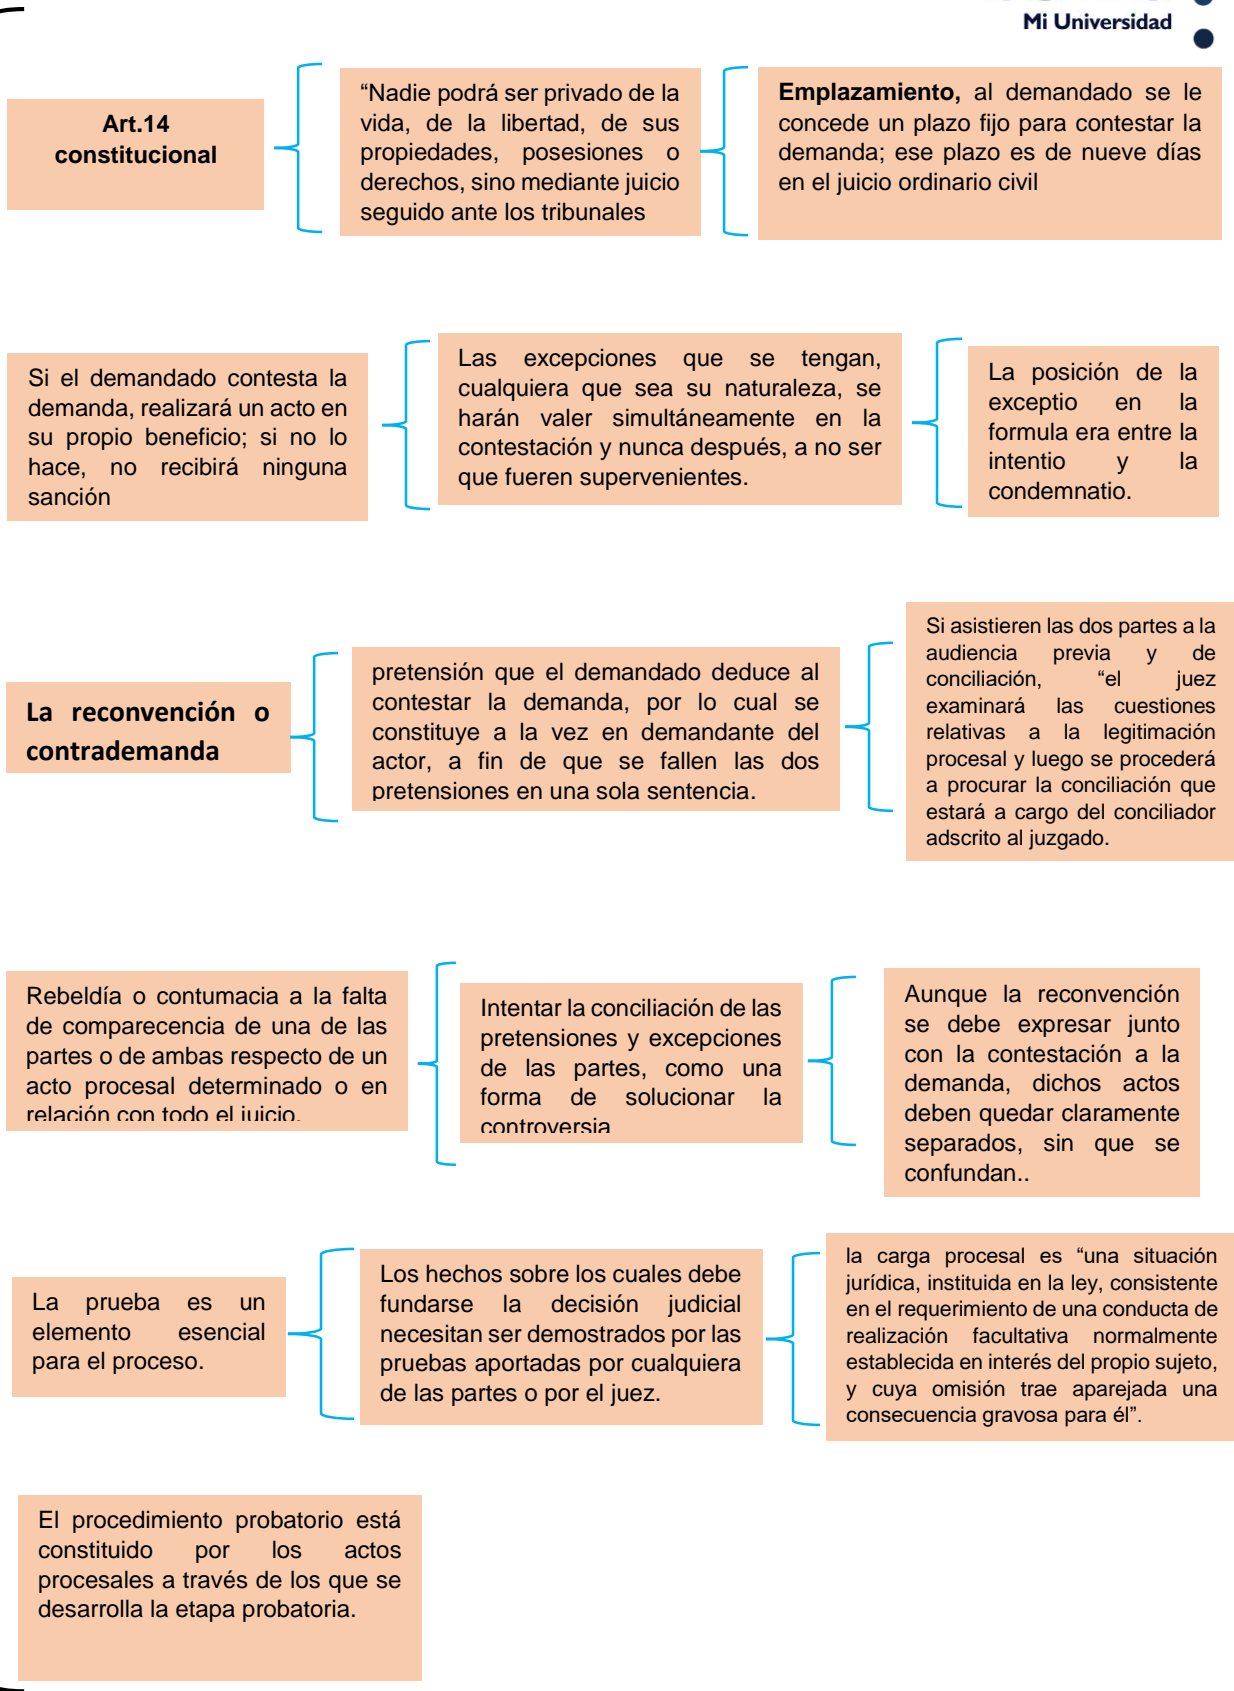 Mi Universidad
Art.14
constitucional
“Nadie podrá ser privado de la
vida, de la libertad, de sus
propiedades, posesiones o
derechos, sino mediante juicio
seguido ante los tribunales
Emplazamiento, al demandado se le
concede un plazo fijo para contestar la
demanda; ese plazo es de nueve días
en el juicio ordinario civil
Si el demandado contesta la
demanda, realizará un acto en
su propio beneficio; si no lo
hace, no recibirá ninguna
sanción
Las excepciones que se tengan,
cualquiera que sea su naturaleza, se
harán valer simultáneamente en la
contestación y nunca después, a no ser
que fueren supervenientes.
La posición de la
exceptio en la
formula era entre la
intentio y la
condemnatio.
La reconvención o
contrademanda
pretensión que el demandado deduce al
contestar la demanda, por lo cual se
constituye a la vez en demandante del
actor, a fin de que se fallen las dos
pretensiones en una sola sentencia.
Si asistieren las dos partes a la
audiencia previa y de
conciliación, “el juez
examinará las cuestiones
relativas a la legitimación
procesal y luego se procederá
a procurar la conciliación que
estará a cargo del conciliador
adscrito al juzgado.
Rebeldía o contumacia a la falta
de comparecencia de una de las
partes o de ambas respecto de un
acto procesal determinado o en
relación con todo el juicio.
Intentar la conciliación de las
pretensiones y excepciones
de las partes, como una
forma de solucionar la
controversia
Aunque la reconvención
se debe expresar junto
con la contestación a la
demanda, dichos actos
deben quedar claramente
separados, sin que se
confundan..
La prueba es un
elemento esencial
para el proceso.
Los hechos sobre los cuales debe
fundarse la decisión judicial
necesitan ser demostrados por las
pruebas aportadas por cualquiera
de las partes o por el juez.
la carga procesal es “una situación
jurídica, instituida en la ley, consistente
en el requerimiento de una conducta de
realización facultativa normalmente
establecida en interés del propio sujeto,
y cuya omisión trae aparejada una
consecuencia gravosa para él”.
El procedimiento probatorio está
constituido por los actos
procesales a través de los que se
desarrolla la etapa probatoria.